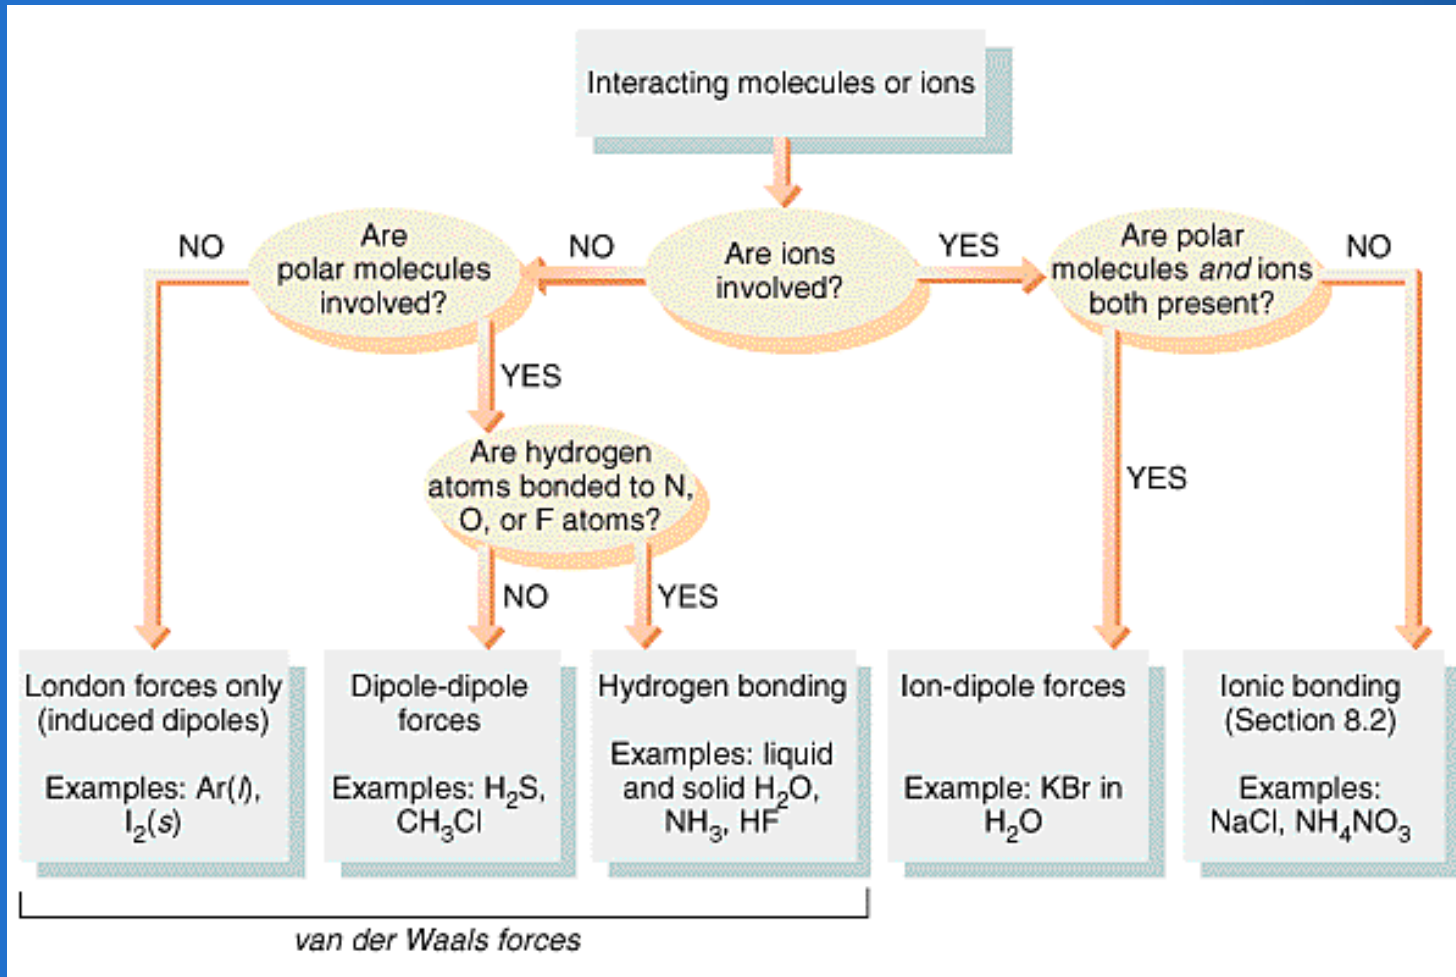 Interacting molecules or ions
Are ions
involved?
NO
YES
Are
polar molecules
involved?
NO
YES
Are polar
molecules and ions
both present?
NO
YES
Are hydrogen
atoms bonded to N,
O, or F atoms?
NO
YES
London forces only
(induced dipoles)
Examples: Ar(l),
I₂(s)
Dipole-dipole
forces
Examples: H₂S,
CH₃Cl
Hydrogen bonding
Examples: liquid
and solid H₂O,
NH₃, HF
Ion-dipole forces
Example: KBr in
H₂O
Ionic bonding
(Section 8.2)
Examples:
NaCl, NH₄NO₃
van der Waals forces